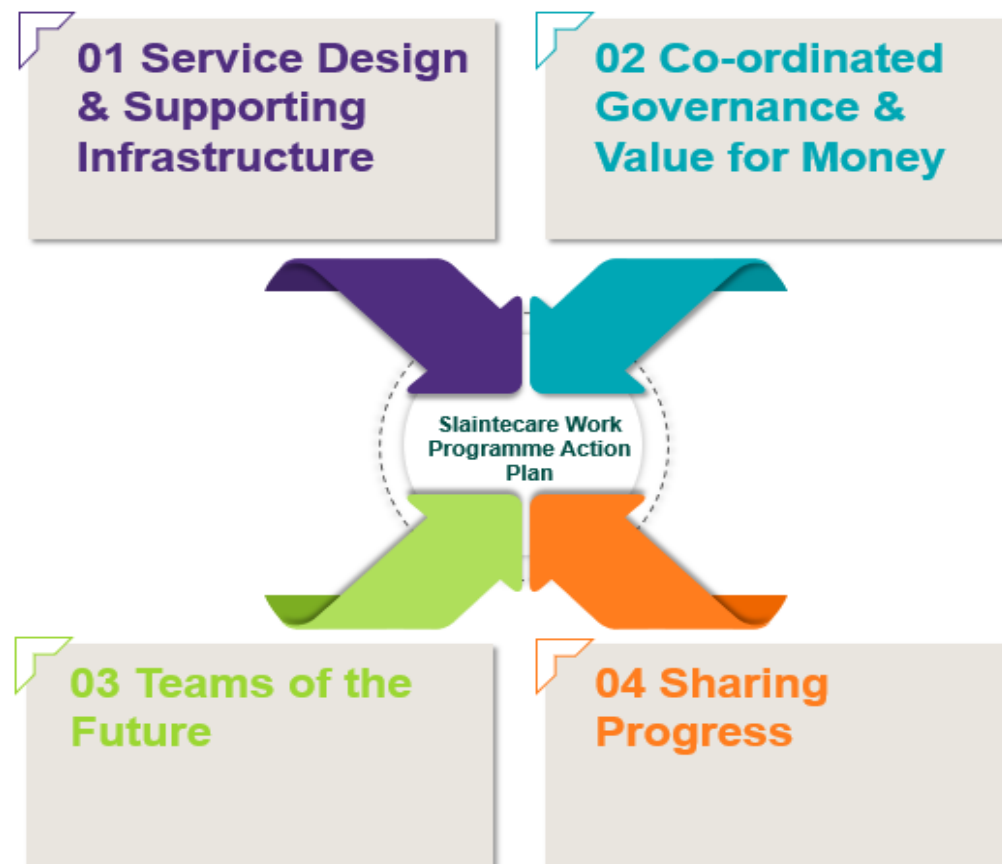 01 Service Design
& Supporting
Infrastructure
02 Co-ordinated
Governance &
Value for Money
Slaintecare Work
Programme Action
Plan
03 Teams of the
Future
04 Sharing
Progress